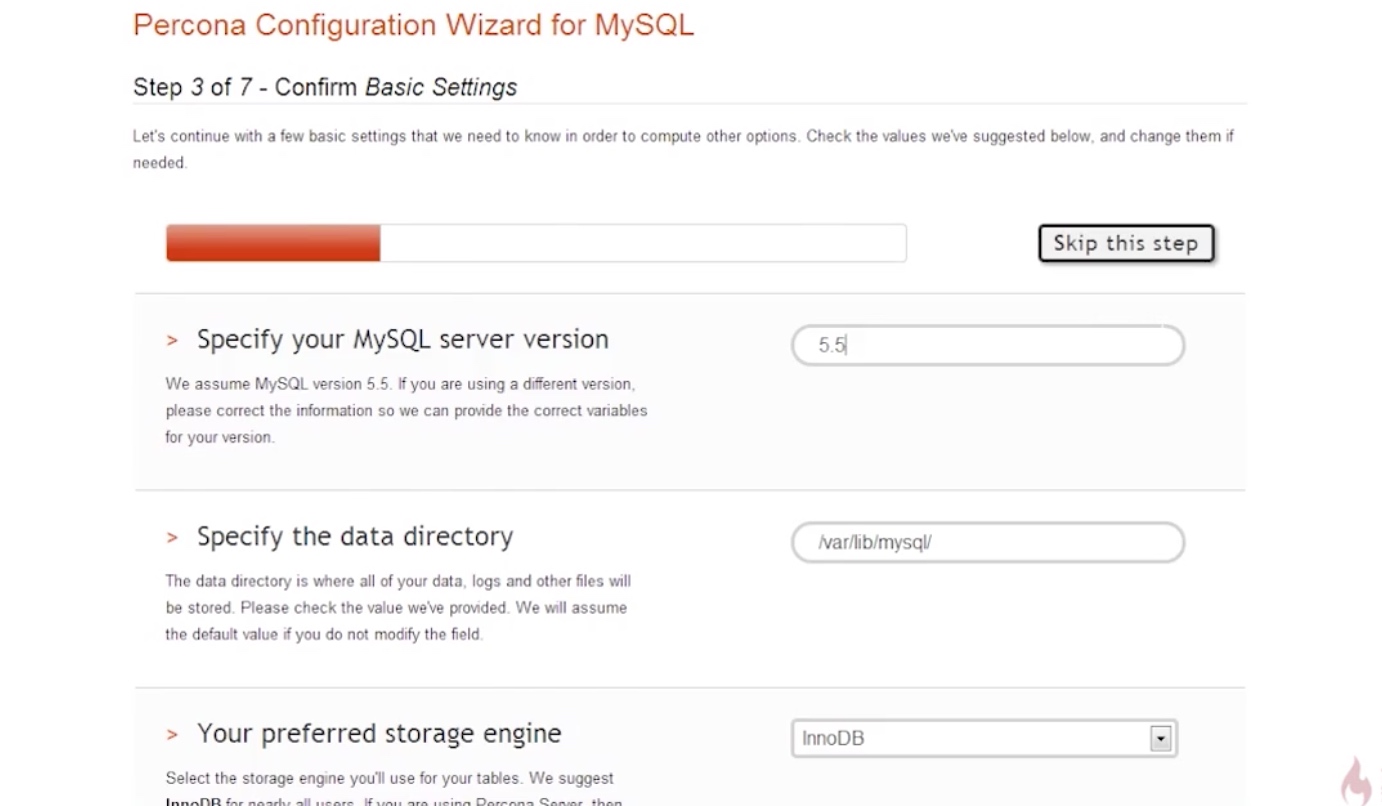 Percona Configuration Wizard for MySQL
Step 3 of 7 - Confirm Basic Settings
Let's continue with a few basic settings that we need to know in order to compute other options. Check the values we've suggested below, and change them if
needed.
Skip this step
> Specify your MySQL server version
5.5
We assume MySQL version 5.5. If you are using a different version,
please correct the information so we can provide the correct variables
for your version.
> Specify the data directory
/var/lib/mysql/
The data directory is where all of your data, logs and other files will
be stored. Please check the value we've provided. We will assume
the default value if you do not modify the field.
> Your preferred storage engine
InnoDB
Select the storage engine you'll use for your tables. We suggest
InnoDB for nearly all users. If you are using Percona Server, then